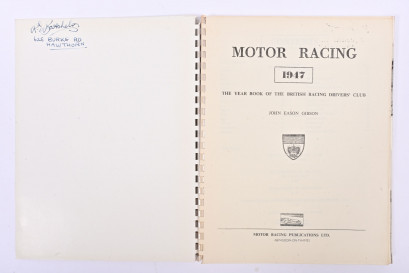 HAWTHORN
MOTOR RACING
1947
THE YEAR BOOK OF THE BRITISH RACING DRIVERS' CLUB
JOHN EASON GIBSON
MOTOR RACING PUBLICATIONS LTD.